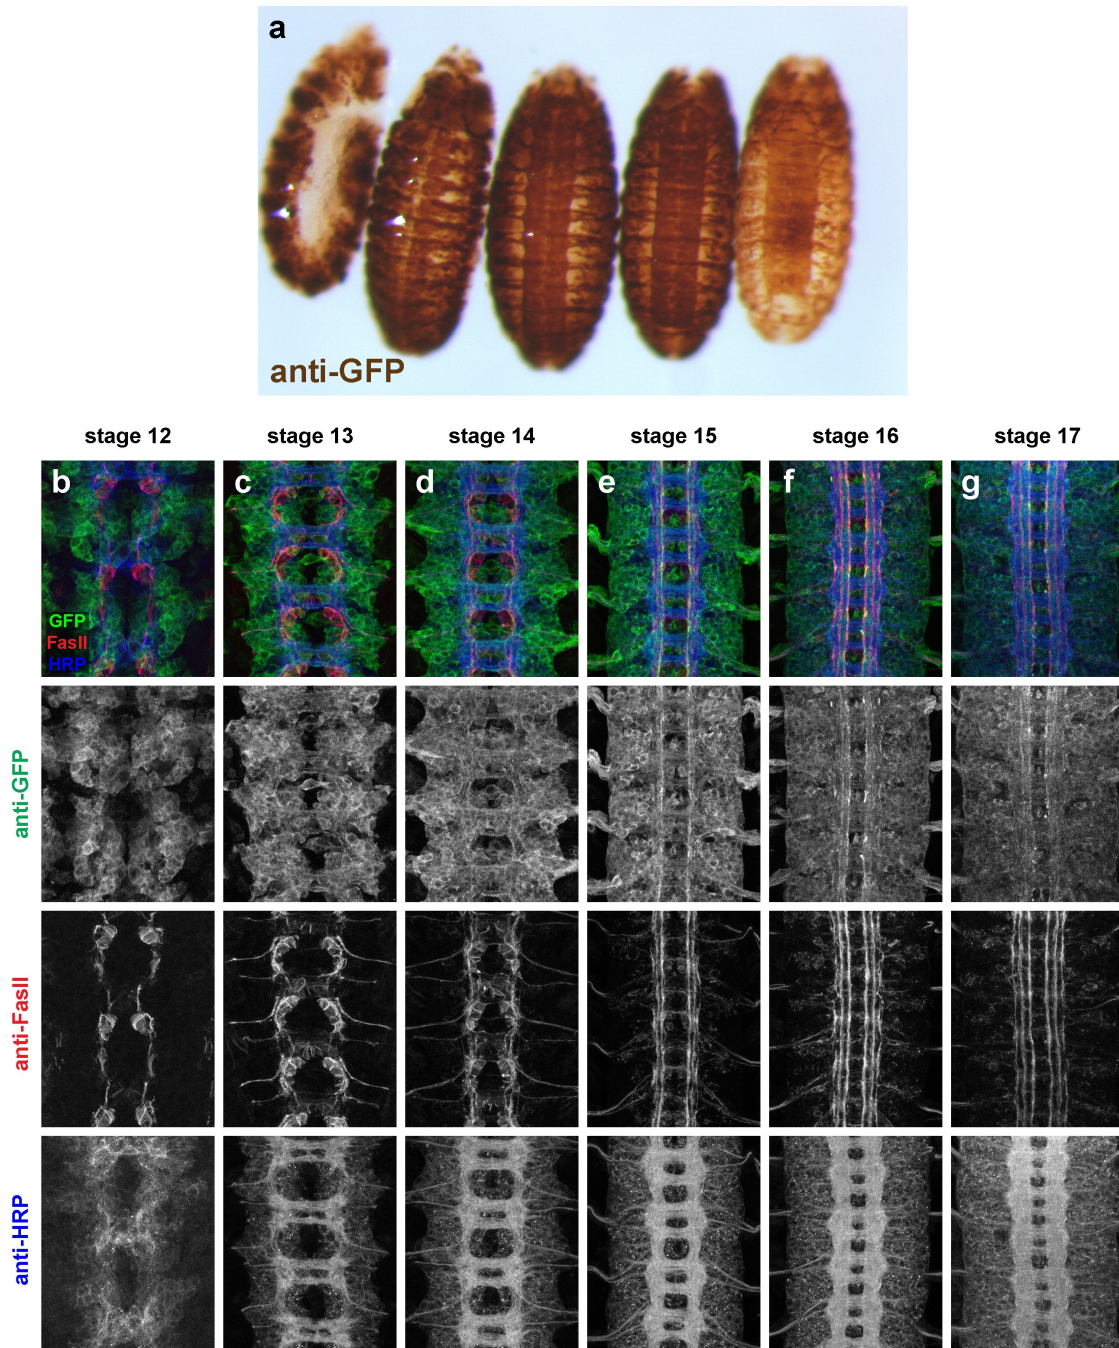 a
anti-GFP
stage 12
stage 13
stage 14
stage 15
stage 16
stage 17
b
c
d
e
f
g
GFP
FasII
HRP
anti-GFP
anti-FasII
anti-HRP